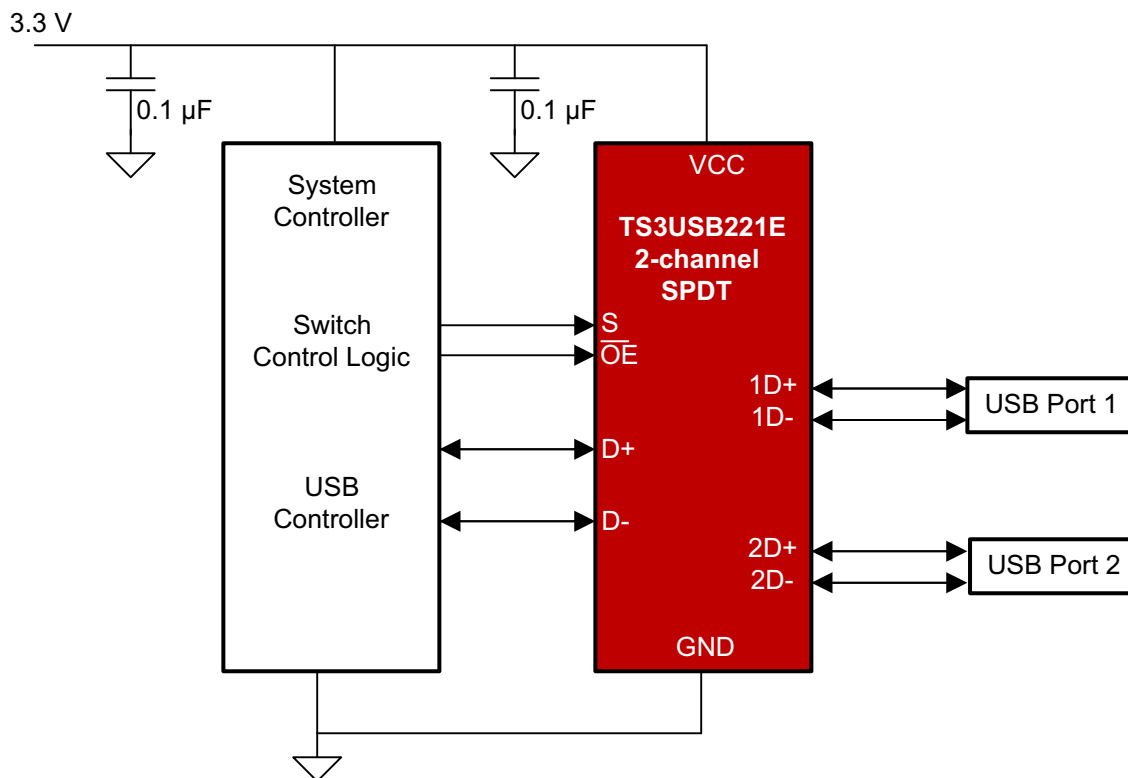 3.3 V
0.1 µF
0.1 µF
System
Controller
Switch
Control Logic
USB
Controller
VCC
TS3USB221E
2-channel
SPDT
S
OE
D+
D-
1D+
1D-
2D+
2D-
GND
USB Port 1
USB Port 2